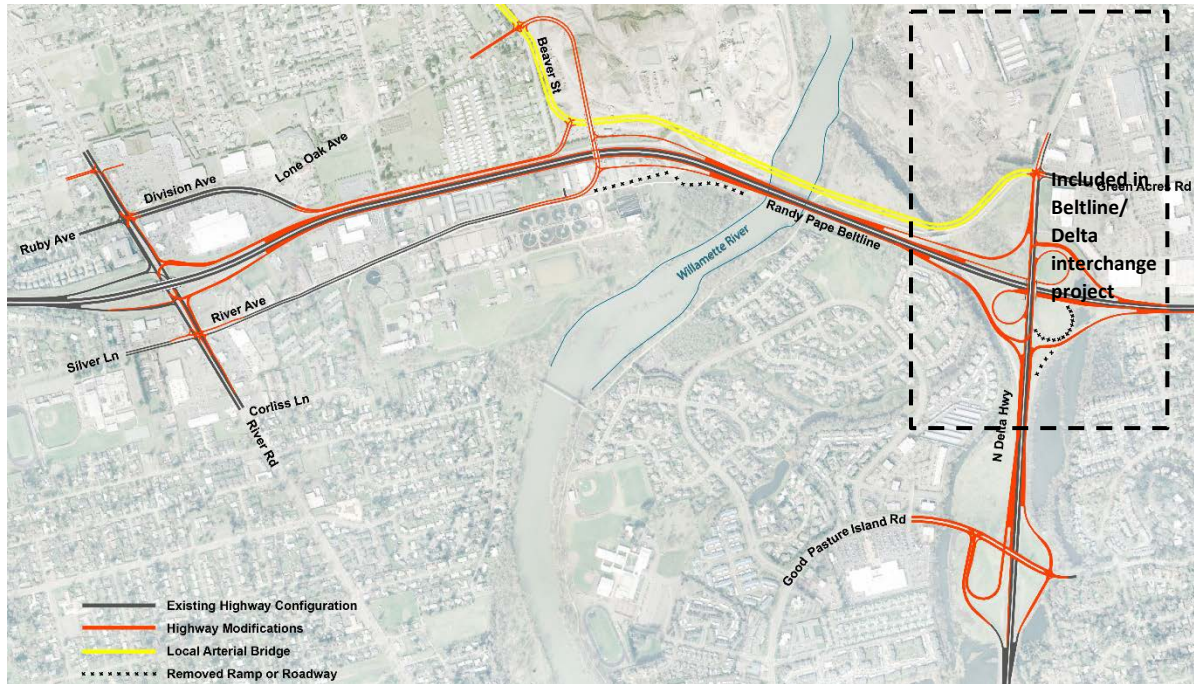 Beaver St
Lone Oak Ave
Division Ave
Ruby Ave
River Ave
Silver Ln
Corliss Ln
River Rd
Willamette River
Randy Pape Beltline
Green Acres Rd
Included in
Beltline/
Delta
interchange
project
N Delta Hwy
Good Pasture Island Rd
Existing Highway Configuration
Highway Modifications
Local Arterial Bridge
Removed Ramp or Roadway